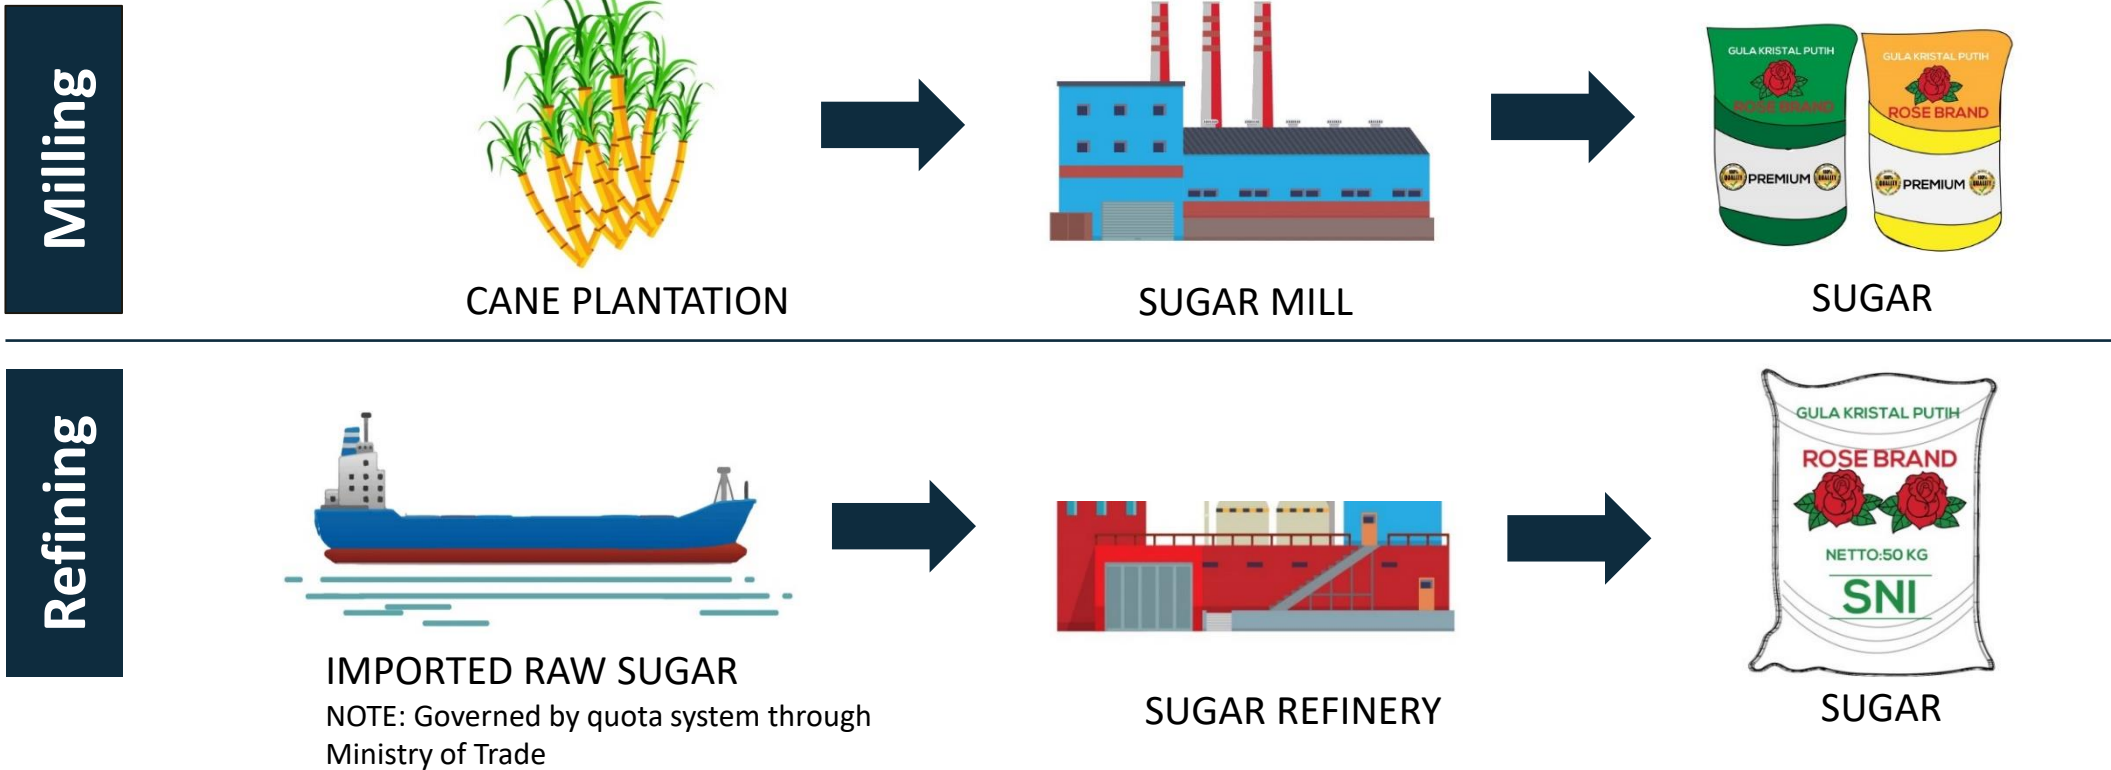 Milling
CANE PLANTATION
SUGAR MILL
GULA KRISTAL PUTIH
ROSE BRAND
PREMIUM
GULA KRISTAL PUTIH
ROSE BRAND
PREMIUM
SUGAR
Refining
IMPORTED RAW SUGAR
NOTE: Governed by quota system through
Ministry of Trade
SUGAR REFINERY
GULA KRISTAL PUTIH
ROSE BRAND
NETTO:50 KG
SNI
SUGAR